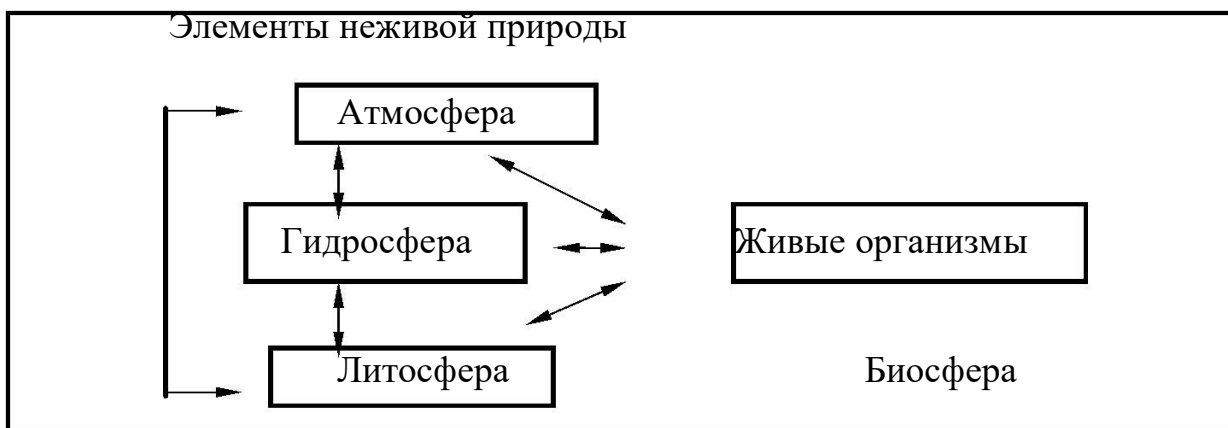 Элементы неживой природы
Атмосфера
Гидросфера
Живые организмы
Литосфера
Биосфера